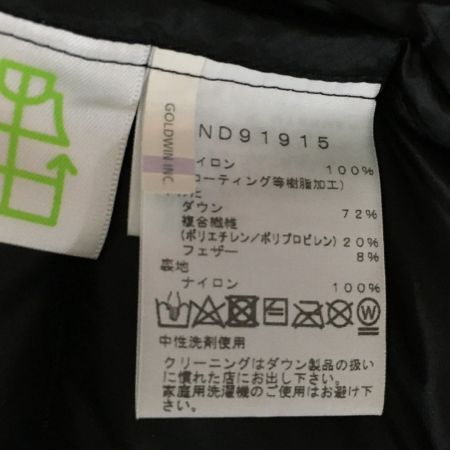 GOLDWIN INC.
ND91915
ナイロン 100%
コーティング等樹脂加工)
ダウン 72%
複合繊維
(ポリエチレン/ポリプロピレン) 20%
フェザー 8%
裏地
ナイロン 100%
中性洗剤使用
クリーニングはダウン製品の扱い
に慣れた店にお出し下さい。
家庭用洗濯機のご使用はお避け下
さい。